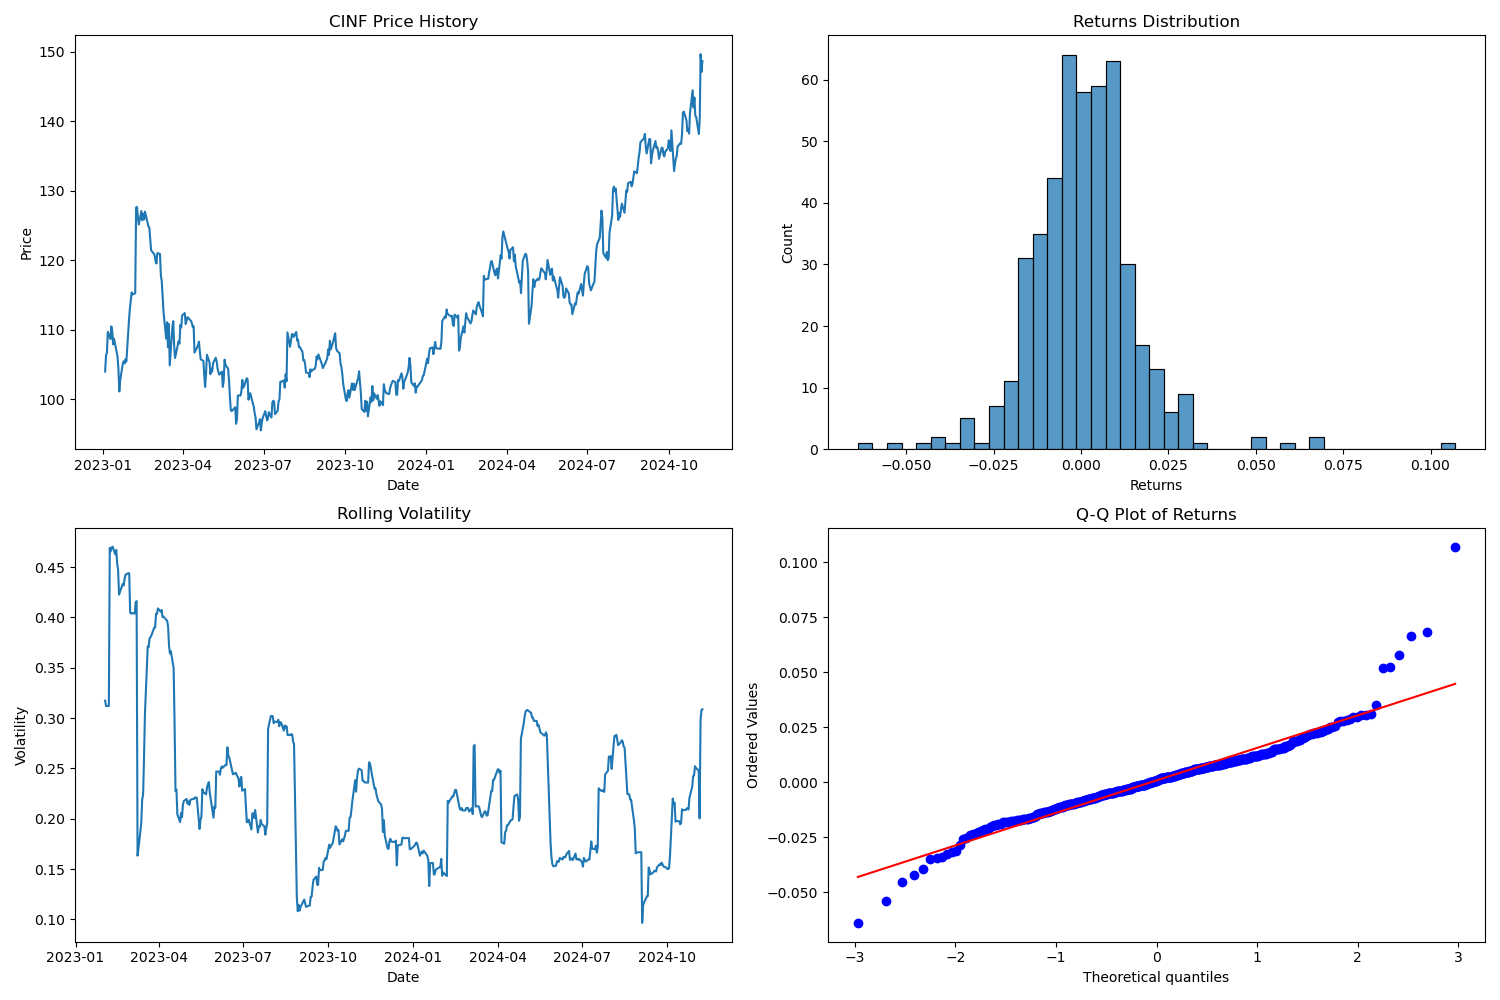 CINF Price History
150
140
130
120
110
100
Price
2023-01 2023-04 2023-07 2023-10 2024-01 2024-04 2024-07 2024-10
Date
Returns Distribution
60
50
40
30
20
10
0
Count
−0.050 −0.025 0.000 0.025 0.050 0.075 0.100
Returns
Rolling Volatility
0.45
0.40
0.35
0.30
0.25
0.20
0.15
0.10
Volatility
2023-01 2023-04 2023-07 2023-10 2024-01 2024-04 2024-07 2024-10
Date
Q-Q Plot of Returns
0.100
0.075
0.050
0.025
0.000
−0.025
−0.050
Ordered Values
−3 −2 −1 0 1 2 3
Theoretical quantiles